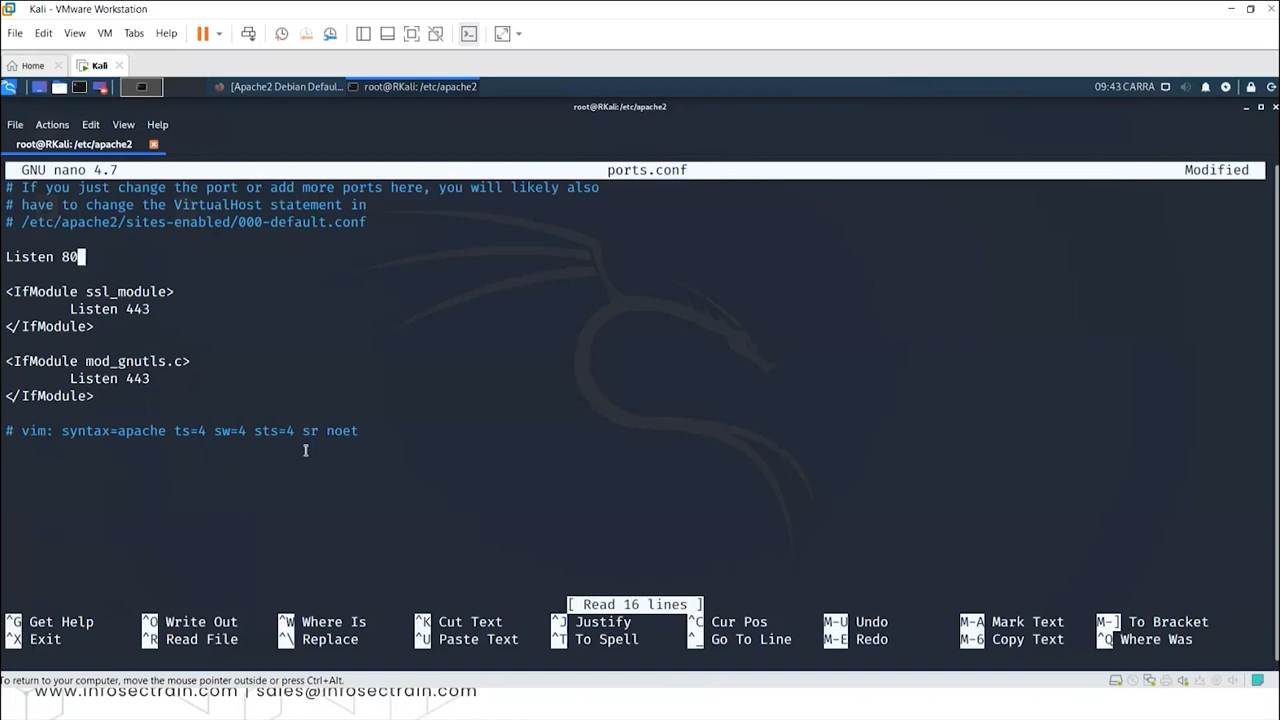 Kali - VMware Workstation
File Edit View VM Tabs Help
Home Kali
[Apache2 Debian Defaul... root@RKali: /etc/apache2 09:43 CARRA
root@RKali: /etc/apache2
File Actions Edit View Help
root@RKali: /etc/apache2
GNU nano 4.7 ports.conf Modified
# If you just change the port or add more ports here, you will likely also
# have to change the VirtualHost statement in
# /etc/apache2/sites-enabled/000-default.conf
Listen 80
<IfModule ssl_module>
Listen 443
</IfModule>
<IfModule mod_gnutls.c>
Listen 443
</IfModule>
# vim: syntax=apache ts=4 sw=4 sts=4 sr noet
[ Read 16 lines ]
^G Get Help ^O Write Out ^W Where Is ^K Cut Text ^J Justify ^C Cur Pos M-U Undo M-A Mark Text M-] To Bracket
^X Exit ^R Read File ^\ Replace ^U Paste Text ^T To Spell ^_ Go To Line M-E Redo M-6 Copy Text ^Q Where Was
To return to your computer, move the mouse pointer outside or press Ctrl+Alt.
www.infosectrain.com | sales@infosectrain.com